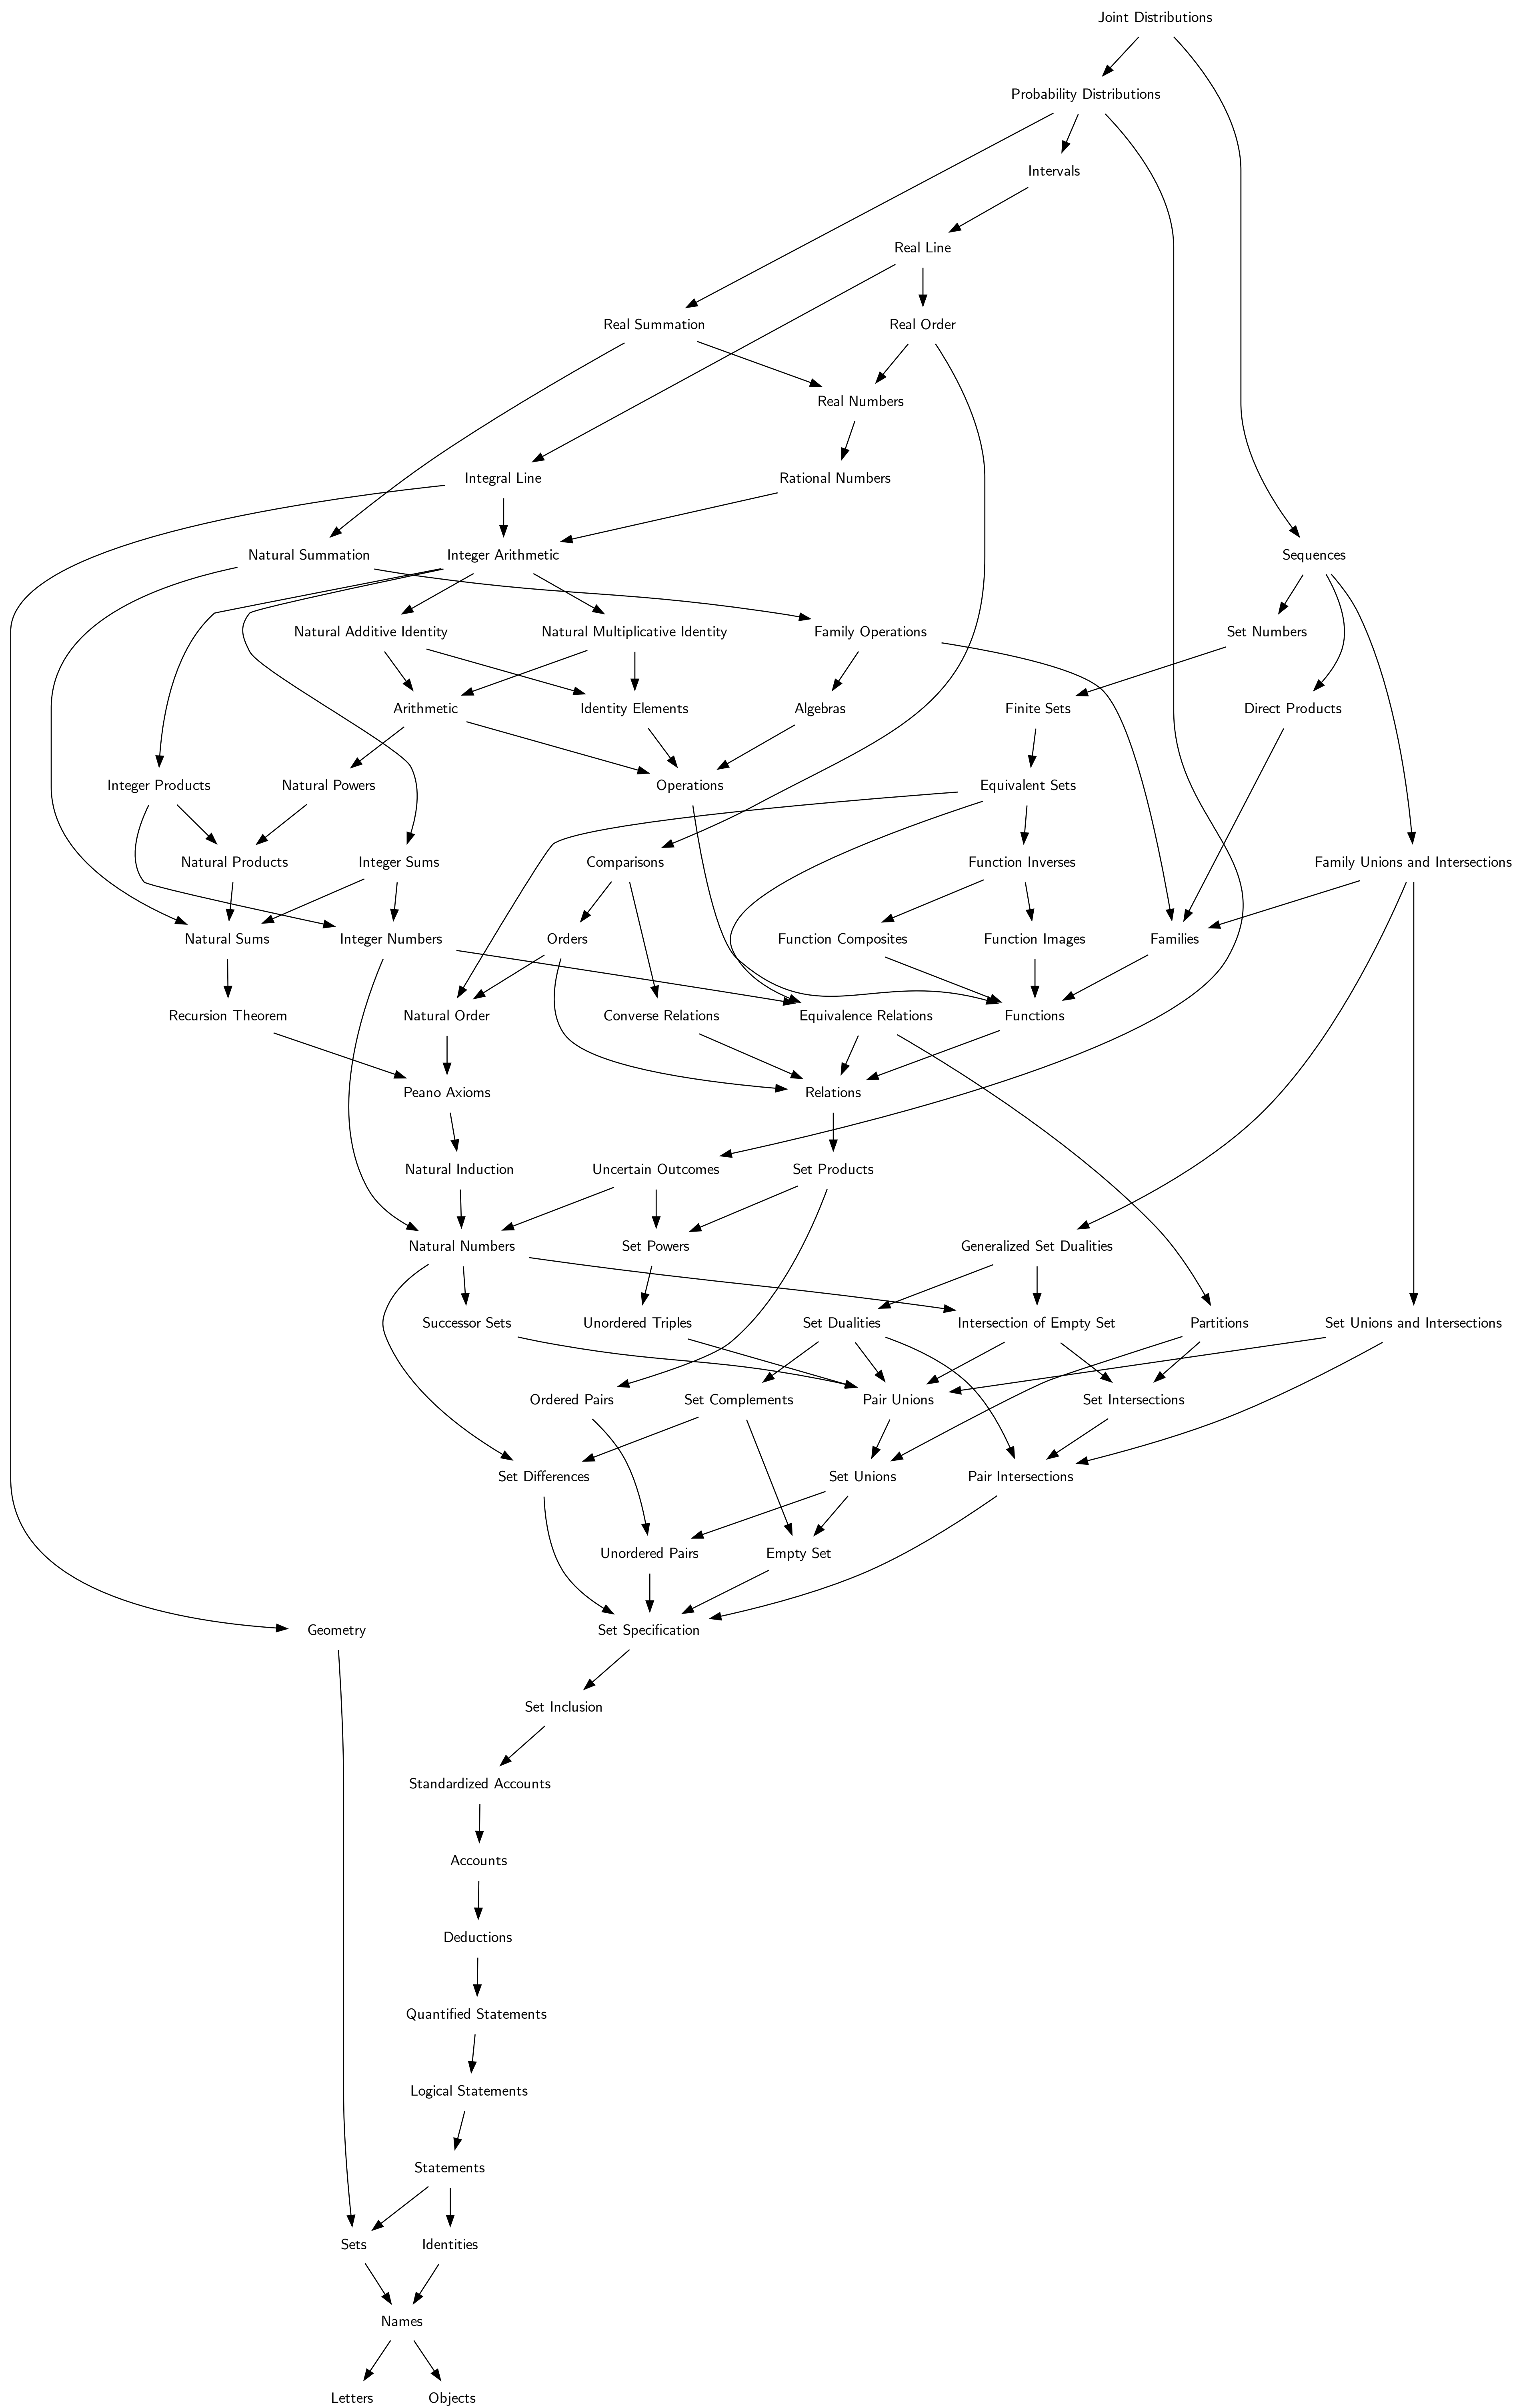 Joint Distributions
Probability Distributions
Intervals
Real Line
Real Summation
Real Order
Real Numbers
Integral Line
Rational Numbers
Natural Summation
Integer Arithmetic
Sequences
Natural Additive Identity
Natural Multiplicative Identity
Family Operations
Set Numbers
Arithmetic
Identity Elements
Algebras
Finite Sets
Direct Products
Integer Products
Natural Powers
Operations
Equivalent Sets
Natural Products
Integer Sums
Comparisons
Function Inverses
Family Unions and Intersections
Natural Sums
Integer Numbers
Orders
Function Composites
Function Images
Families
Recursion Theorem
Natural Order
Converse Relations
Equivalence Relations
Functions
Peano Axioms
Relations
Natural Induction
Uncertain Outcomes
Set Products
Natural Numbers
Set Powers
Generalized Set Dualities
Successor Sets
Unordered Triples
Set Dualities
Intersection of Empty Set
Partitions
Set Unions and Intersections
Ordered Pairs
Set Complements
Pair Unions
Set Intersections
Set Differences
Set Unions
Pair Intersections
Unordered Pairs
Empty Set
Geometry
Set Specification
Set Inclusion
Standardized Accounts
Accounts
Deductions
Quantified Statements
Logical Statements
Statements
Sets
Identities
Names
Letters
Objects